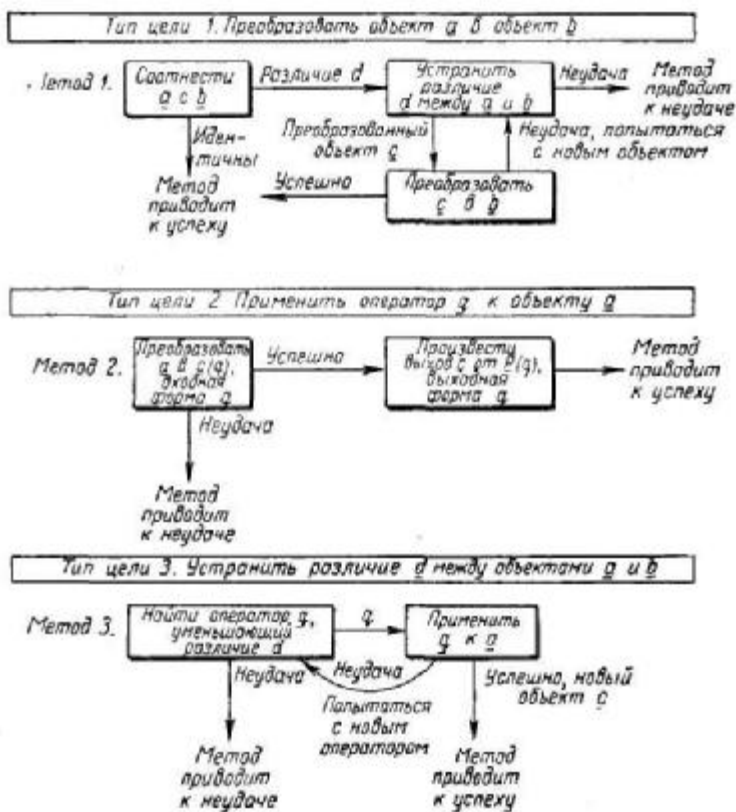 Тип цели 1. Преобразовать объект a в объект b
Метод 1.
Соотнести
a с b
Различие d
Устранить
различие
d между a и b
Неудача
Метод
приводит
к неудаче
Иден-
тичны
Преобразованный
объект c
Неудача, попытаться
с новым объектом
Метод
приводит
к успеху
Успешно
Преобразовать
c в b
Тип цели 2. Применить оператор q к объекту a
Метод 2.
Преобразовать
a в c(q),
входная
форма q
Успешно
Произвести
выход c от P(q),
выходная
форма q
Метод
приводит
к успеху
Неудача
Метод
приводит
к неудаче
Тип цели 3. Устранить различие d между объектами a и b
Метод 3.
Найти оператор q,
уменьшающий
различие d
q
Применить
q к a
Неудача
Неудача
Попытаться
с новым
оператором
Успешно, новый
объект c
Метод
приводит
к неудаче
Метод
приводит
к успеху